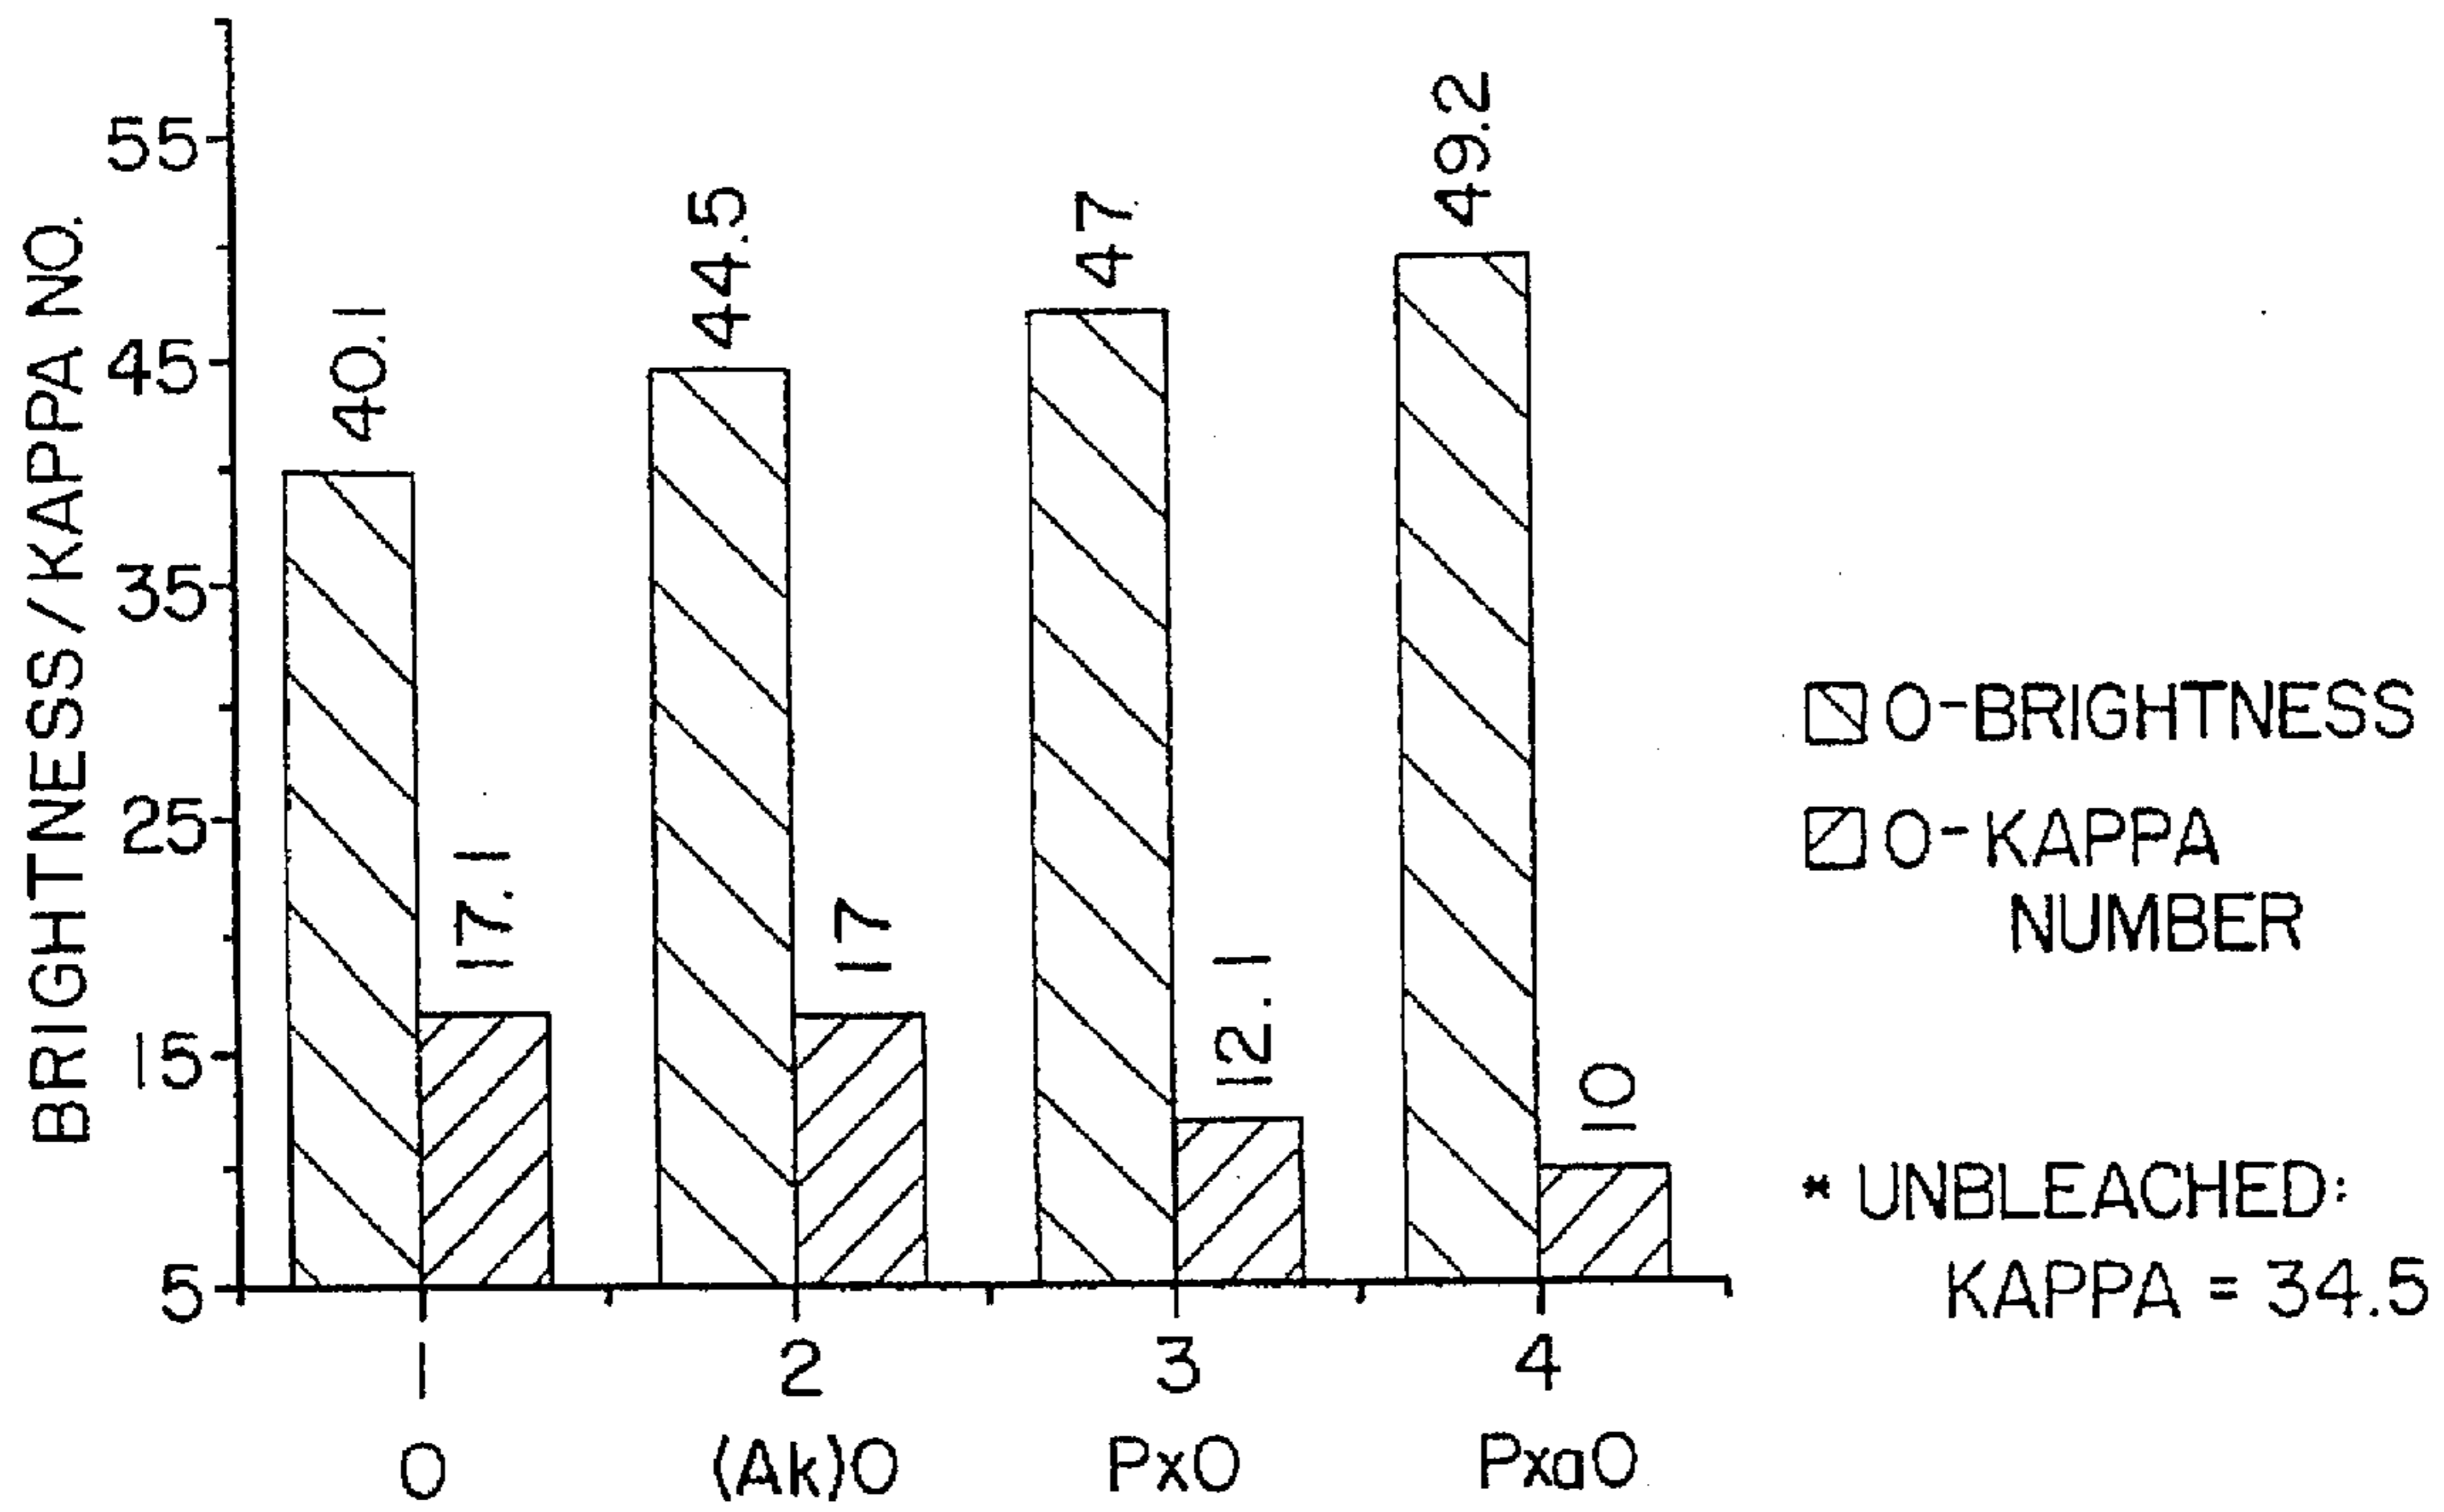 BRIGHTNESS/KAPPA NO.
55
45
35
25
15
5
40.1
17.1
44.5
17
47
12.1
49.2
10
1
2
3
4
O
(Ak)O
PxO
PxaO
O-BRIGHTNESS
O-KAPPA
NUMBER
* UNBLEACHED:
KAPPA = 34.5